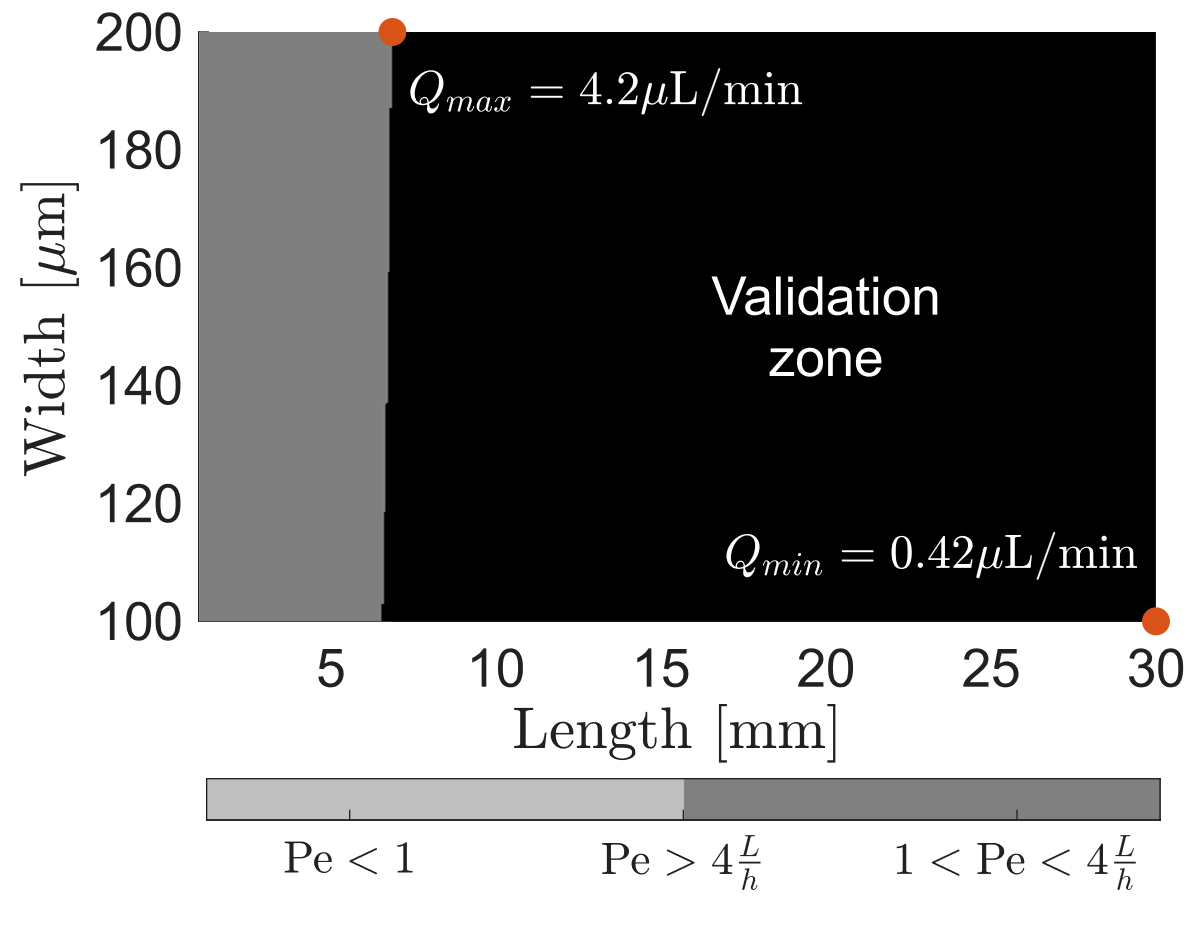 200
180
160
140
120
100
Width [μm]
Q_max = 4.2μL/min
Validation
zone
Q_min = 0.42μL/min
5 10 15 20 25 30
Length [mm]
Pe < 1 Pe > 4 L/h 1 < Pe < 4 L/h